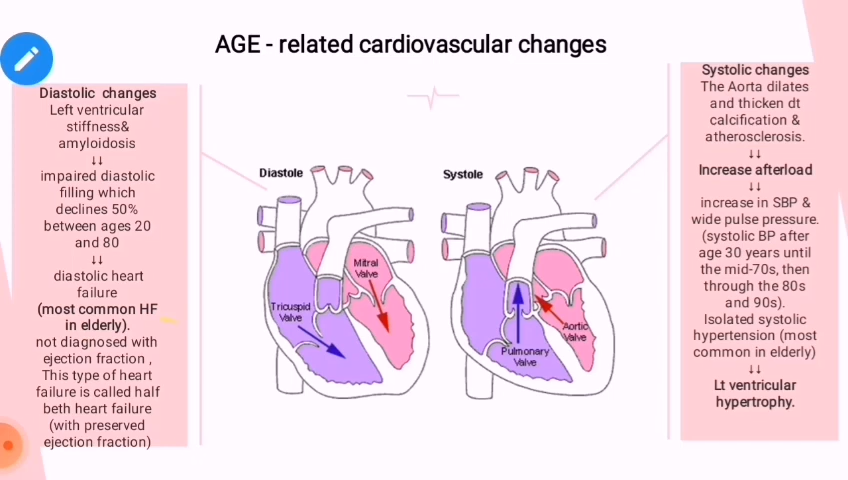 AGE - related cardiovascular changes
Diastolic changes
Left ventricular
stiffness&
amyloidosis
↓↓
impaired diastolic
filling which
declines 50%
between ages 20
and 80
↓↓
diastolic heart
failure
(most common HF
in elderly).
not diagnosed with
ejection fraction ,
This type of heart
failure is called half
beth heart failure
(with preserved
ejection fraction)
Diastole
Mitral
Valve
Tricuspid
Valve
Systole
Aortic
Valve
Pulmonary
Valve
Systolic changes
The Aorta dilates
and thicken dt
calcification &
atherosclerosis.
↓↓
Increase afterload
↓↓
increase in SBP &
wide pulse pressure.
(systolic BP after
age 30 years until
the mid-70s, then
through the 80s
and 90s).
Isolated systolic
hypertension (most
common in elderly)
↓↓
Lt ventricular
hypertrophy.